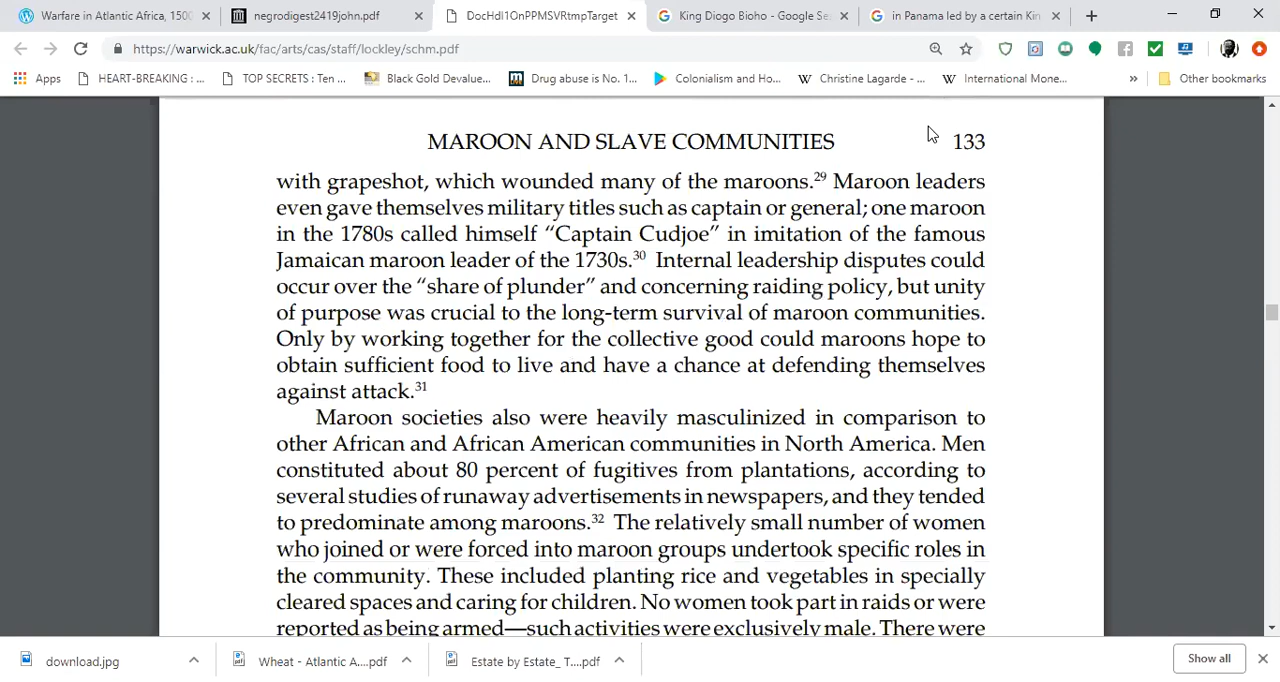 Warfare in Atlantic Africa, 1500
negrodigest2419john.pdf
DocHdl1OnPPMSVRtmpTarget
King Diogo Bioho - Google Se
in Panama led by a certain Kin
https://warwick.ac.uk/fac/arts/cas/staff/lockley/schm.pdf
Apps
HEART-BREAKING : ...
TOP SECRETS : Ten ...
Black Gold Devalue...
Drug abuse is No. 1...
Colonialism and Ho...
Christine Lagarde - ...
International Mone...
Other bookmarks
MAROON AND SLAVE COMMUNITIES 133
with grapeshot, which wounded many of the maroons.29 Maroon leaders
even gave themselves military titles such as captain or general; one maroon
in the 1780s called himself “Captain Cudjoe” in imitation of the famous
Jamaican maroon leader of the 1730s.30 Internal leadership disputes could
occur over the “share of plunder” and concerning raiding policy, but unity
of purpose was crucial to the long-term survival of maroon communities.
Only by working together for the collective good could maroons hope to
obtain sufficient food to live and have a chance at defending themselves
against attack.31
Maroon societies also were heavily masculinized in comparison to
other African and African American communities in North America. Men
constituted about 80 percent of fugitives from plantations, according to
several studies of runaway advertisements in newspapers, and they tended
to predominate among maroons.32 The relatively small number of women
who joined or were forced into maroon groups undertook specific roles in
the community. These included planting rice and vegetables in specially
cleared spaces and caring for children. No women took part in raids or were
reported as being armed—such activities were exclusively male. There were
download.jpg
Wheat - Atlantic A....pdf
Estate by Estate_ T....pdf
Show all